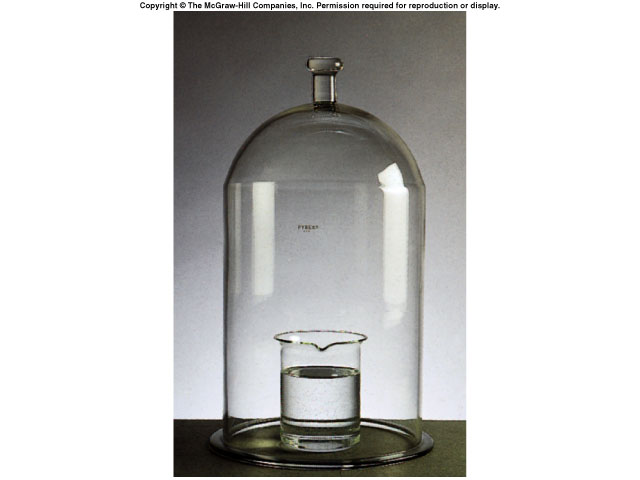 Copyright © The McGraw-Hill Companies, Inc. Permission required for reproduction or display.
PYREX